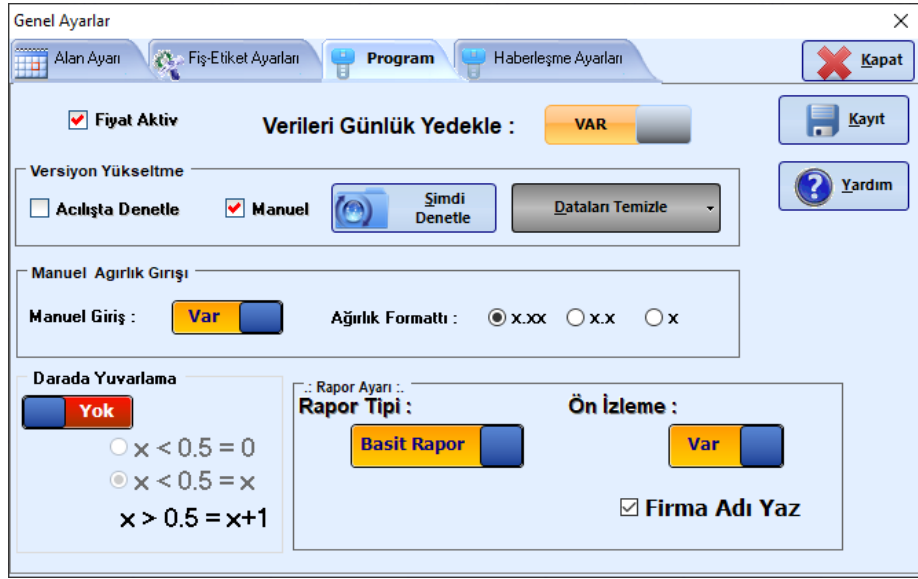 Genel Ayarlar
Alan Ayarı
Fiş-Etiket Ayarları
Program
Haberleşme Ayarları
Kapat
Fiyat Aktiv
Verileri Günlük Yedekle :
VAR
Kayıt
Yardım
Versiyon Yükseltme
Acılışta Denetle
Manuel
Şimdi
Denetle
Dataları Temizle
Manuel Agırlık Girişi
Manuel Giriş :
Var
Ağırlık Formattı :
x.xx
x.x
x
Darada Yuvarlama
Yok
x < 0.5 = 0
x < 0.5 = x
x > 0.5 = x+1
.: Rapor Ayarı :.
Rapor Tipi :
Ön İzleme :
Basit Rapor
Var
Firma Adı Yaz